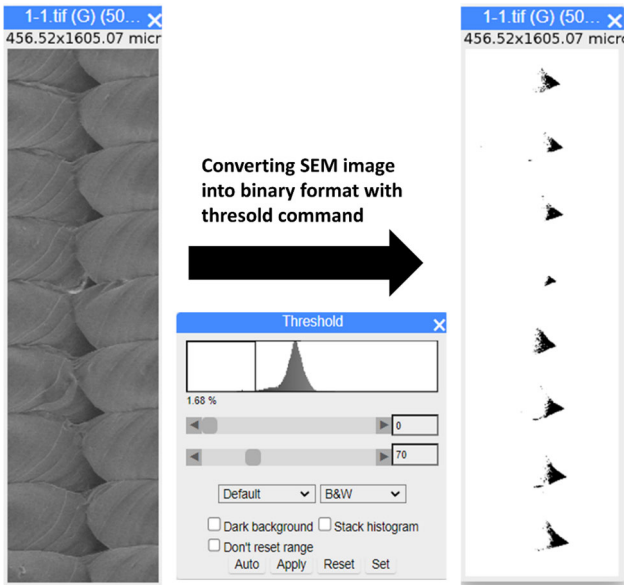 1-1.tif (G) (50...
456.52x1605.07 micr
Converting SEM image
into binary format with
thresold command
Threshold
1.68 %
0
70
Default
B&W
Dark background
Stack histogram
Don't reset range
Auto
Apply
Reset
Set
1-1.tif (G) (50...
456.52x1605.07 micr